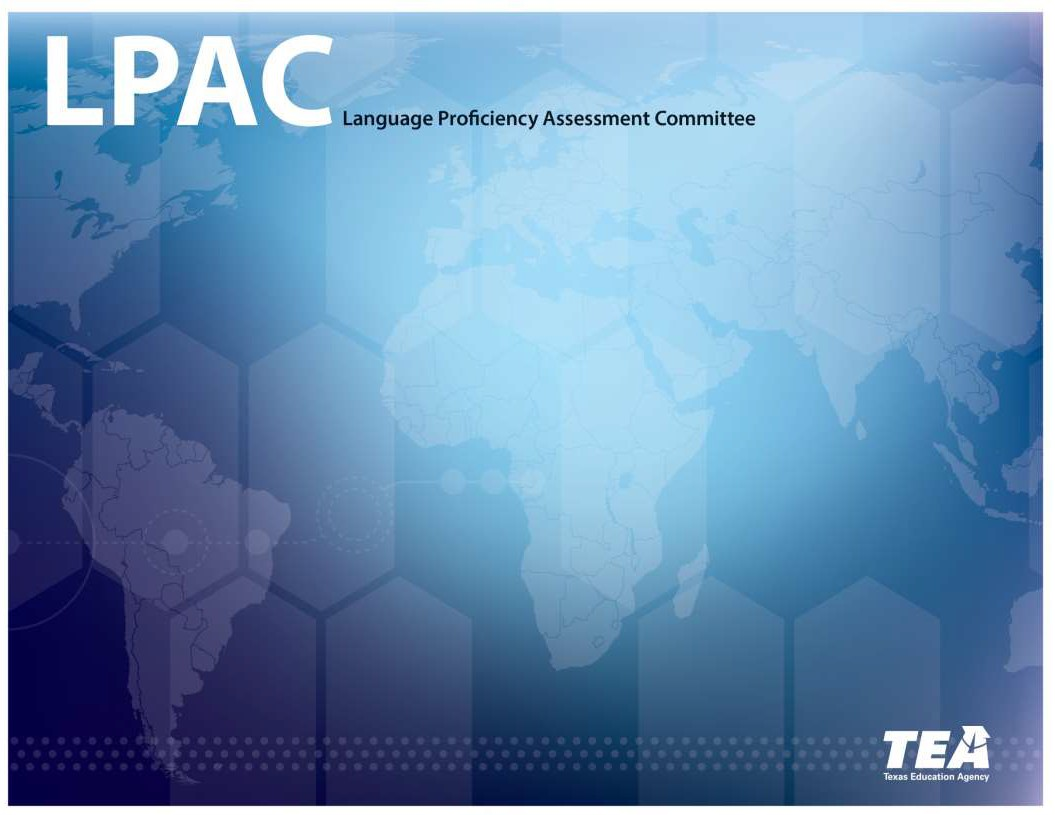 LPAC Language Proficiency Assessment Committee
TEA
Texas Education Agency